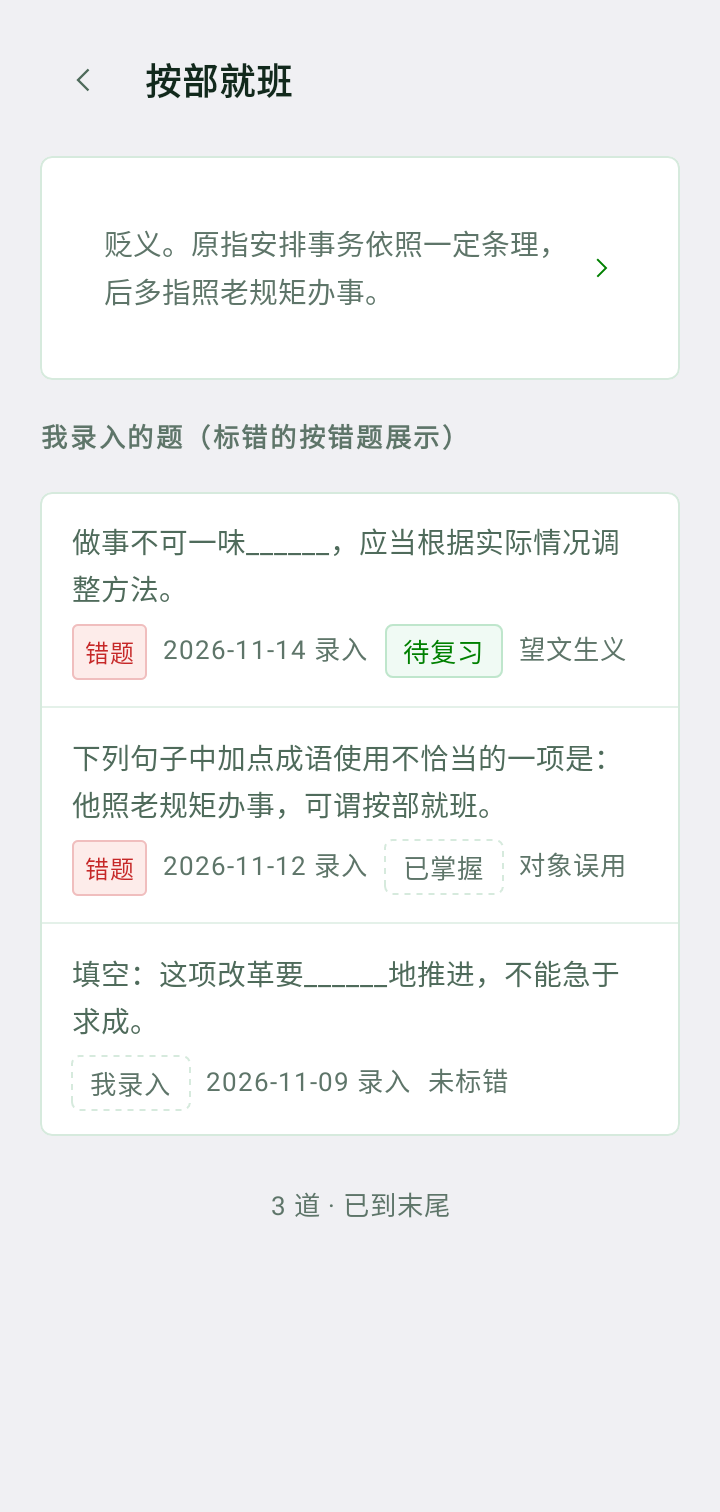 按部就班
贬义。原指安排事务依照一定条理，
后多指照老规矩办事。
我录入的题（标错的按错题展示）
做事不可一味______，应当根据实际情况调
整方法。
错题 2026-11-14 录入 待复习 望文生义
下列句子中加点成语使用不恰当的一项是：
他照老规矩办事，可谓按部就班。
错题 2026-11-12 录入 已掌握 对象误用
填空：这项改革要______地推进，不能急于
求成。
我录入 2026-11-09 录入 未标错
3 道 · 已到末尾